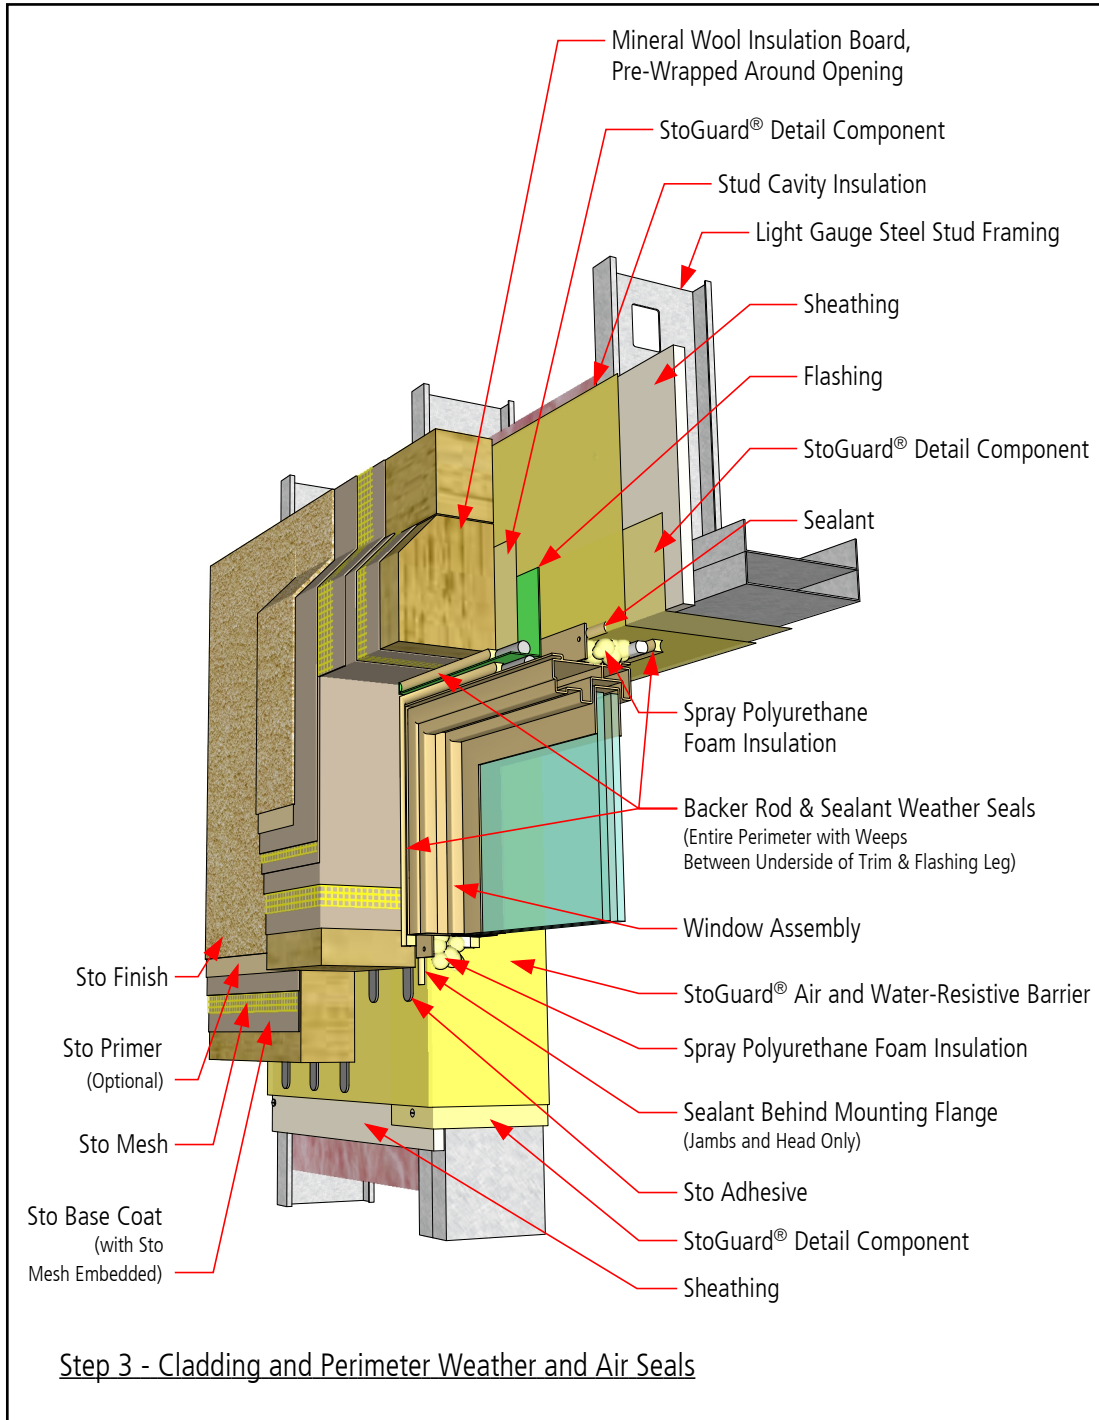 Mineral Wool Insulation Board,
Pre-Wrapped Around Opening
StoGuard® Detail Component
Stud Cavity Insulation
Light Gauge Steel Stud Framing
Sheathing
Flashing
StoGuard® Detail Component
Sealant
Spray Polyurethane
Foam Insulation
Backer Rod & Sealant Weather Seals
(Entire Perimeter with Weeps
Between Underside of Trim & Flashing Leg)
Window Assembly
StoGuard® Air and Water-Resistive Barrier
Spray Polyurethane Foam Insulation
Sealant Behind Mounting Flange
(Jambs and Head Only)
Sto Adhesive
StoGuard® Detail Component
Sheathing
Sto Finish
Sto Primer
(Optional)
Sto Mesh
Sto Base Coat
(with Sto
Mesh Embedded)
Step 3 - Cladding and Perimeter Weather and Air Seals